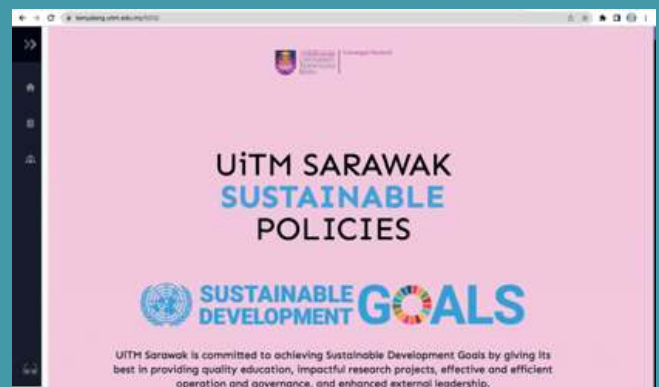 UiTM SARAWAK
SUSTAINABLE
POLICIES
SUSTAINABLE
DEVELOPMENT
GOALS
UiTM Sarawak is committed to achieving Sustainable Development Goals by giving its
best in providing quality education, impactful research projects, effective and efficient
operation and governance, and enhanced external leadership.